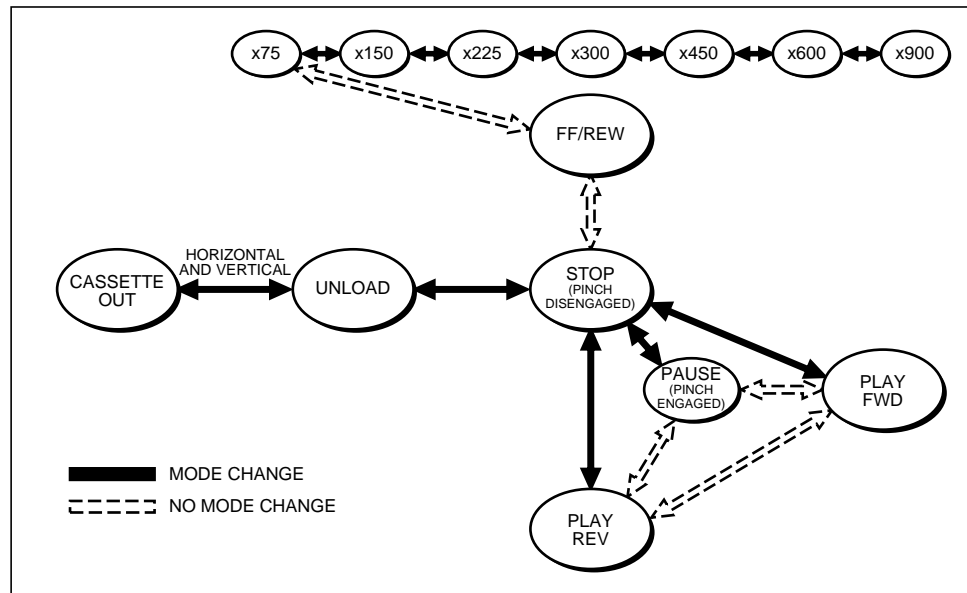 x75
x150
x225
x300
x450
x600
x900
FF/REW
HORIZONTAL
AND VERTICAL
CASSETTE
OUT
UNLOAD
STOP
(PINCH
DISENGAGED)
PAUSE
(PINCH
ENGAGED)
PLAY
FWD
MODE CHANGE
NO MODE CHANGE
PLAY
REV